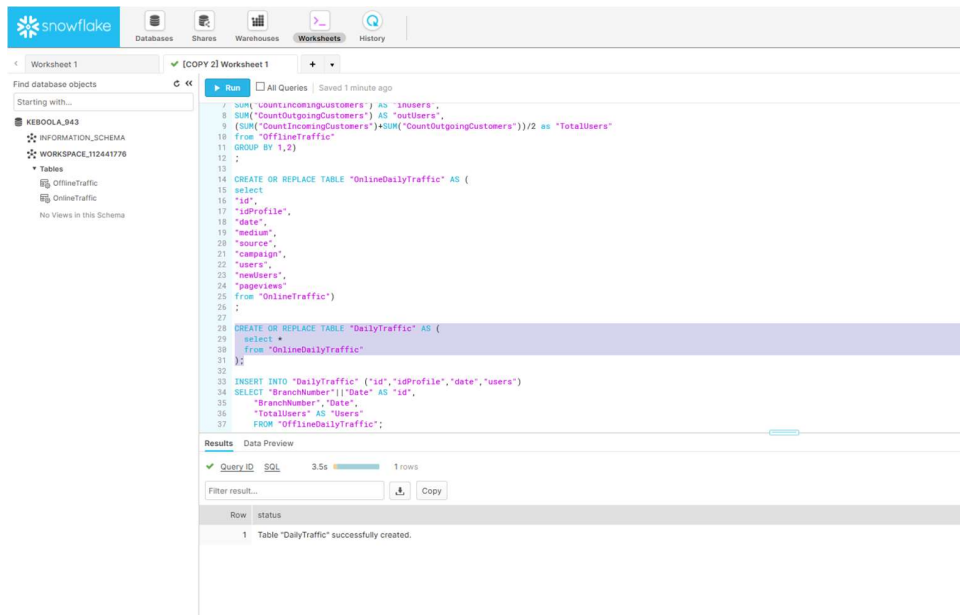 snowflake
Databases
Shares
Warehouses
Worksheets
History
Worksheet 1
[COPY 2] Worksheet 1
Find database objects
Starting with...
KEBOOLA_943
INFORMATION_SCHEMA
WORKSPACE_112441776
Tables
OfflineTraffic
OnlineTraffic
No Views in this Schema
Run
All Queries
Saved 1 minute ago
7 SUM("CountIncomingCustomers") AS "inUsers",
8 SUM("CountOutgoingCustomers") AS "outUsers",
9 (SUM("CountIncomingCustomers")+SUM("CountOutgoingCustomers"))/2 as "TotalUsers"
10 from "OfflineTraffic"
11 GROUP BY 1,2)
12 ;
13
14 CREATE OR REPLACE TABLE "OnlineDailyTraffic" AS (
15 select
16 "id",
17 "idProfile",
18 "date",
19 "medium",
20 "source",
21 "campaign",
22 "users",
23 "newUsers",
24 "pageviews"
25 from "OnlineTraffic")
26 ;
27
28 CREATE OR REPLACE TABLE "DailyTraffic" AS (
29 select *
30 from "OnlineDailyTraffic"
31 );
32
33 INSERT INTO "DailyTraffic" ("id","idProfile","date","users")
34 SELECT "BranchNumber"||"Date" AS "id",
35 "BranchNumber","Date",
36 "TotalUsers" AS "Users"
37 FROM "OfflineDailyTraffic";
Results Data Preview
Query ID SQL 3.5s 1 rows
Filter result...
Copy
Row status
1 Table "DailyTraffic" successfully created.